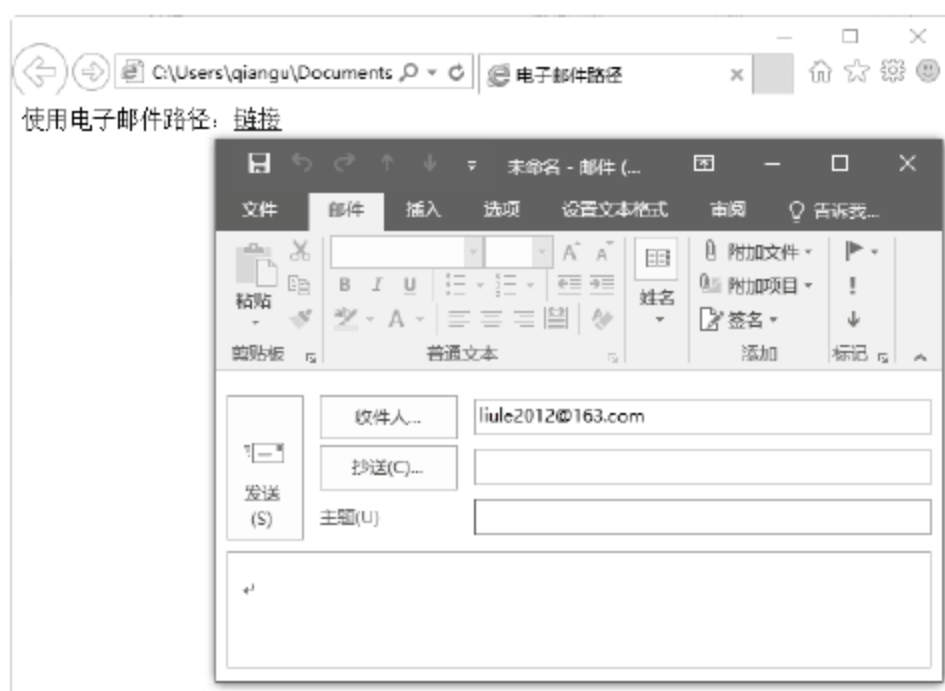 C:\Users\qiangu\Documents
电子邮件路径
使用电子邮件路径：链接
未命名 - 邮件 (...
文件 邮件 插入 选项 设置文本格式 审阅 告诉我...
粘贴
B I U A
A
姓名
附加文件
附加项目
签名
剪贴板 普通文本 添加 标记
收件人... liule2012@163.com
抄送(C)...
发送
(S)
主题(U)